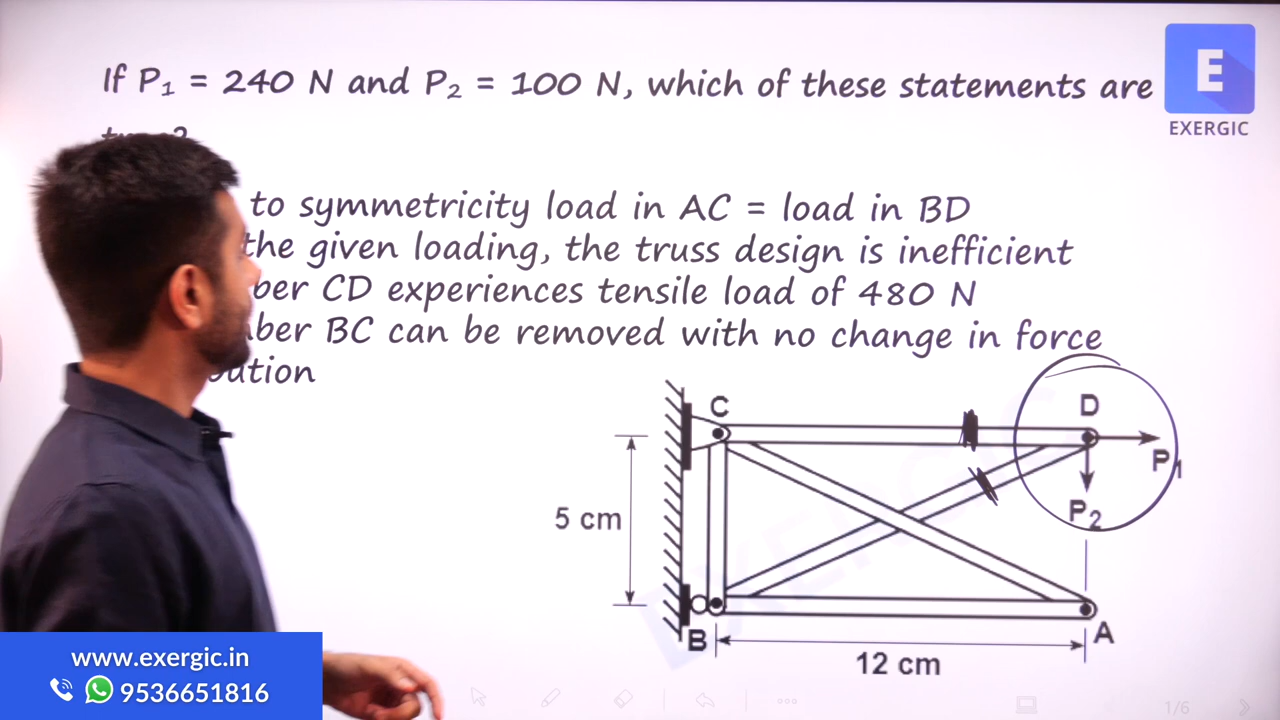 If P₁ = 240 N and P₂ = 100 N, which of these statements are
E
EXERGIC
to symmetricity load in AC = load in BD
the given loading, the truss design is inefficient
ber CD experiences tensile load of 480 N
ber BC can be removed with no change in force
C
D
P₁
5 cm
P₂
B
A
12 cm
www.exergic.in
9536651816
1/6